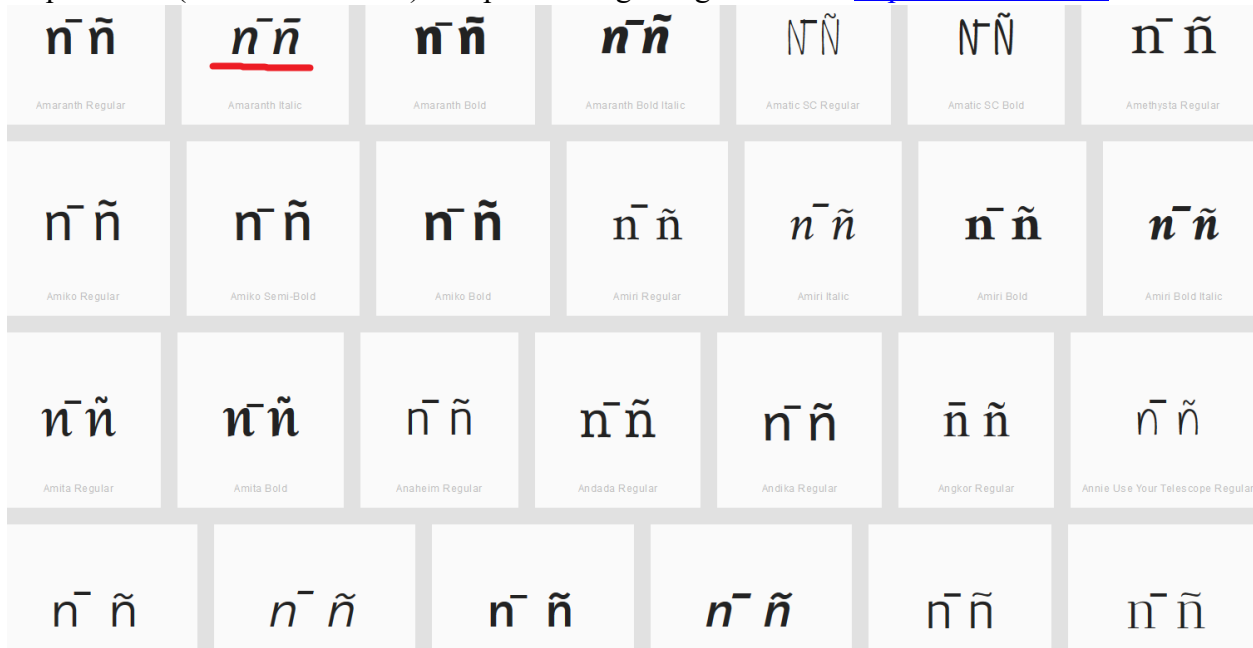 n̄ ñ n̄ n̄ n̄ ñ n̄ ñ N̄ Ñ N̄ Ñ n̄ ñ
Amaranth Regular Amaranth Italic Amaranth Bold Amaranth Bold Italic Amatic SC Regular Amatic SC Bold Amethysta Regular
n̄ ñ n̄ ñ n̄ ñ n̄ ñ n̄ ñ n̄ ñ n̄ ñ
Amiko Regular Amiko Semi-Bold Amiko Bold Amiri Regular Amiri Italic Amiri Bold Amiri Bold Italic
n̄ ñ n̄ ñ n̄ ñ n̄ ñ n̄ ñ n̄ ñ n̄ ñ
Amita Regular Amita Bold Anaheim Regular Andada Regular Andika Regular Angkor Regular Annie Use Your Telescope Regular
n̄ ñ n̄ ñ n̄ ñ n̄ ñ n̄ ñ n̄ ñ